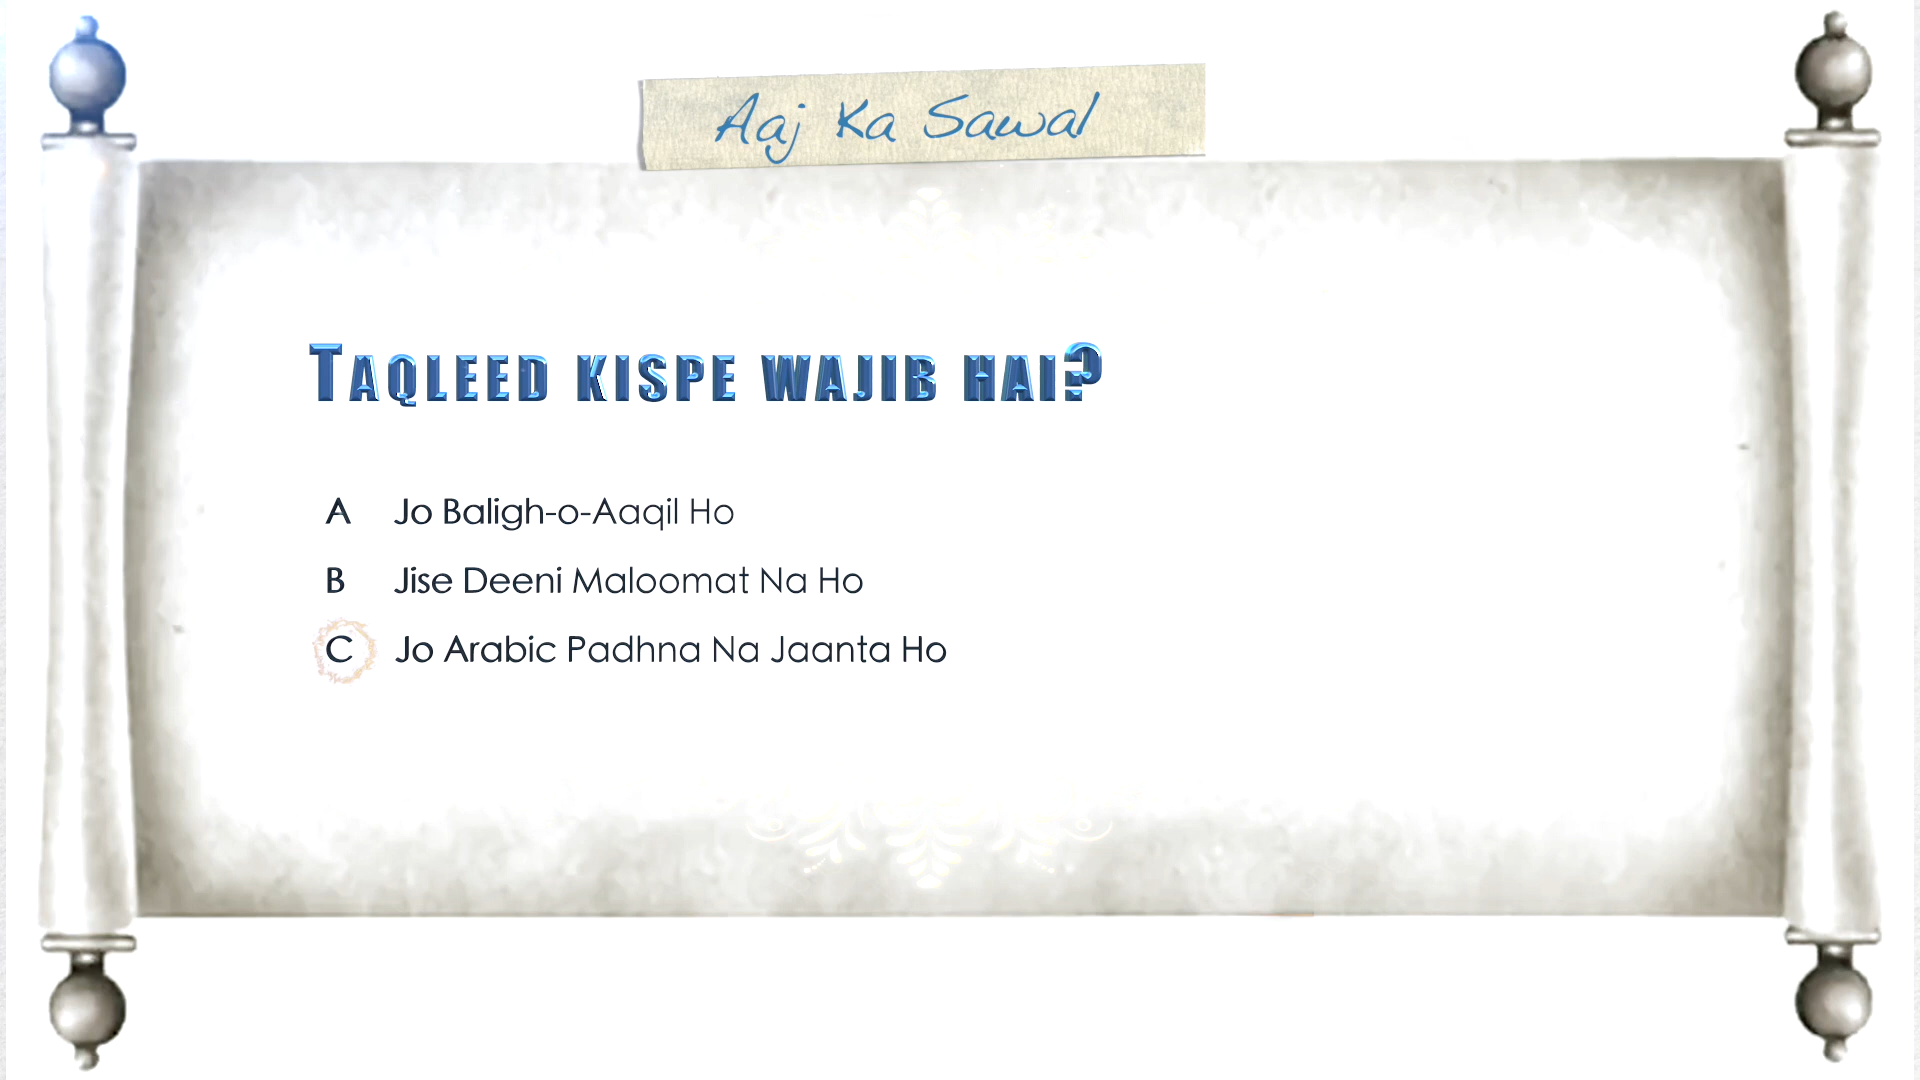 Aaj Ka Sawal
Taqleed kispe wajib hai?
A Jo Baligh-o-Aaqil Ho
B Jise Deeni Maloomat Na Ho
C Jo Arabic Padhna Na Jaanta Ho